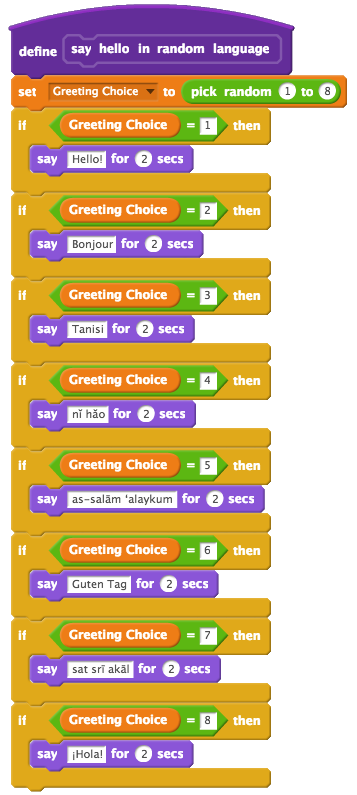 define say hello in random language
set Greeting Choice to pick random 1 to 8
if Greeting Choice = 1 then
say Hello! for 2 secs
if Greeting Choice = 2 then
say Bonjour for 2 secs
if Greeting Choice = 3 then
say Tanisi for 2 secs
if Greeting Choice = 4 then
say nǐ hǎo for 2 secs
if Greeting Choice = 5 then
say as-salām 'alaykum for 2 secs
if Greeting Choice = 6 then
say Guten Tag for 2 secs
if Greeting Choice = 7 then
say sat srī akāl for 2 secs
if Greeting Choice = 8 then
say ¡Hola! for 2 secs